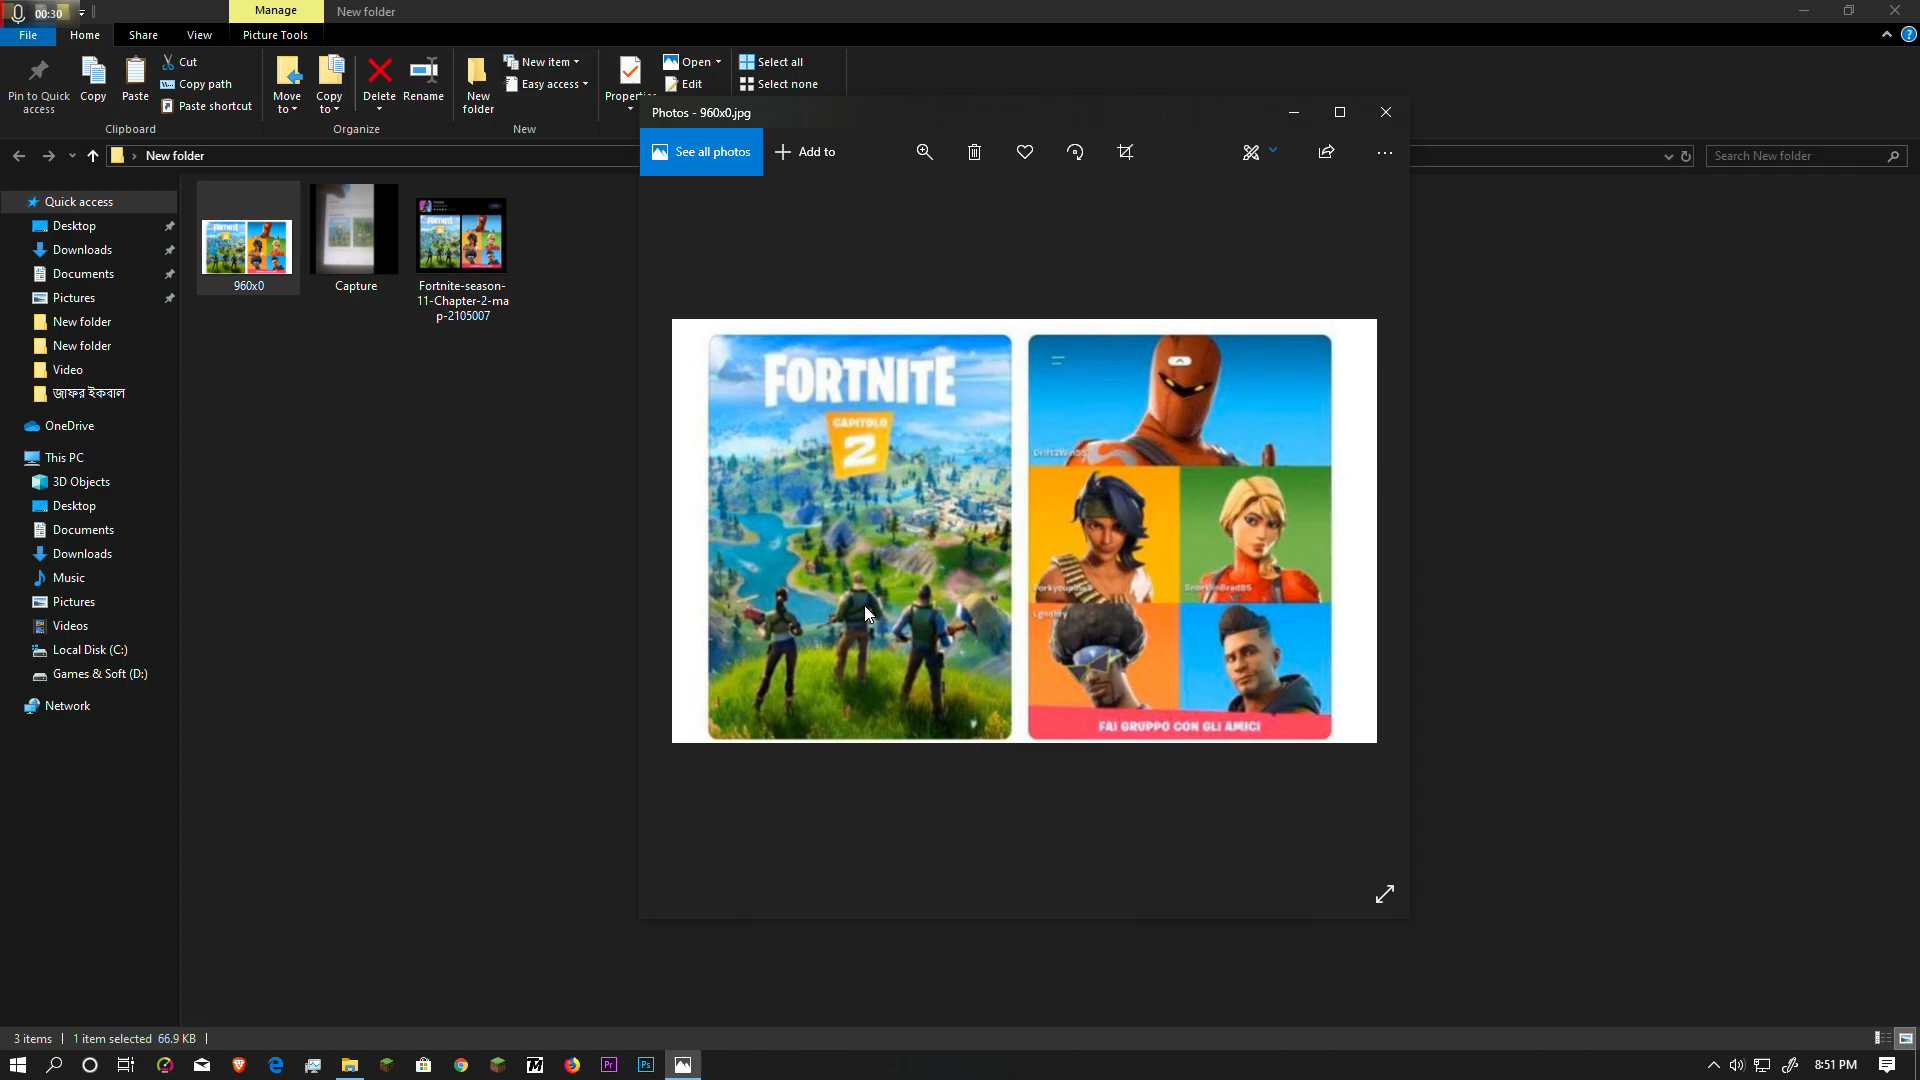 00:30
Manage
New folder
File
Home
Share
View
Picture Tools
Pin to Quick access
Copy
Paste
Cut
Copy path
Paste shortcut
Clipboard
Move to
Copy to
Delete
Rename
Organize
New folder
New item
Easy access
New
Properti
Open
Edit
Select all
Select none
New folder
Search New folder
Quick access
Desktop
Downloads
Documents
Pictures
New folder
New folder
Video
জাফর ইকবাল
OneDrive
This PC
3D Objects
Desktop
Documents
Downloads
Music
Pictures
Videos
Local Disk (C:)
Games & Soft (D:)
Network
960x0
Capture
Fortnite-season-
11-Chapter-2-ma
p-2105007
Photos - 960x0.jpg
See all photos
Add to
FORTNITE
CAPITOLO
2
FAI GRUPPO CON GLI AMICI
3 items
1 item selected 66.9 KB
Pr
Ps
8:51 PM